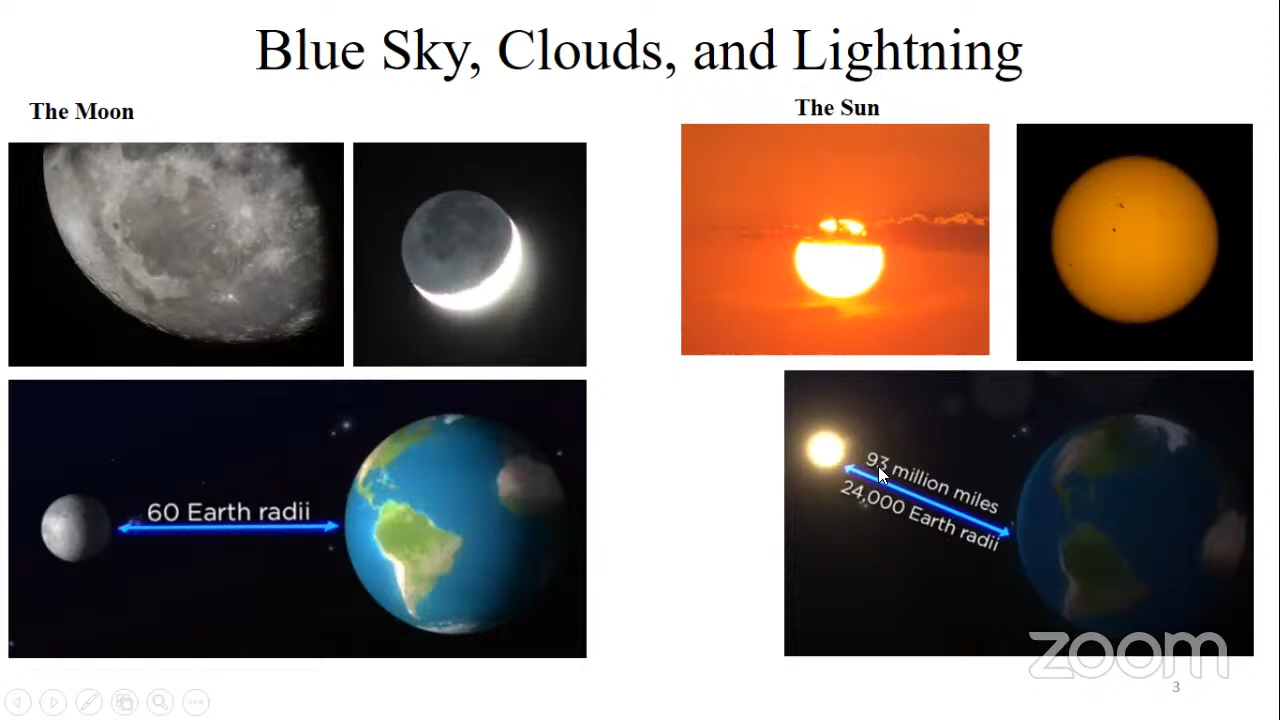 Blue Sky, Clouds, and Lightning
The Moon
The Sun
60 Earth radii
93 million miles
24,000 Earth radii
zoom
3